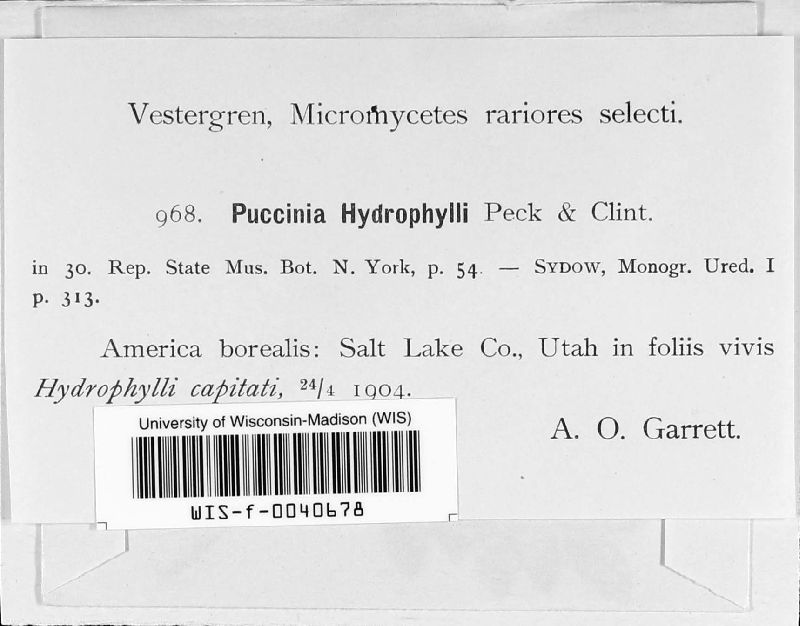 Vestergren, Micromycetes rariores selecti.
968. Puccinia Hydrophylli Peck & Clint.
in 30. Rep. State Mus. Bot. N. York, p. 54. — SYDOW, Monogr. Ured. I
p. 313.
America borealis: Salt Lake Co., Utah in foliis vivis
Hydrophylli capitati, 24/4 1904.
A. O. Garrett.
University of Wisconsin-Madison (WIS)
WIS-f-0040678